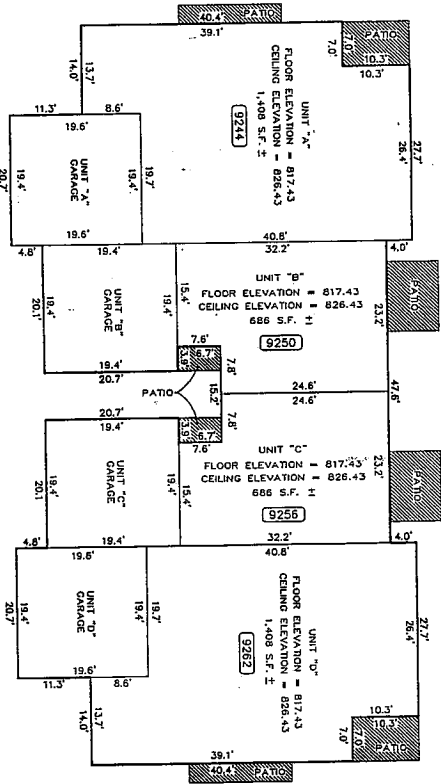 40.4'
PATIO
39.1'
7.0'
7.0'
PATIO
10.3'
10.3'
13.7'
14.0'
UNIT "A"
FLOOR ELEVATION = 817.43
CEILING ELEVATION = 826.43
1,408 S.F. ±
9244
27.7'
26.4'
11.3'
8.6'
19.6'
UNIT "A"
GARAGE
19.4'
20.7'
19.4'
19.7'
19.6'
40.8'
4.8'
19.4'
32.2'
4.0'
UNIT "B"
GARAGE
19.4'
20.1'
19.4'
15.4'
UNIT "B"
FLOOR ELEVATION = 817.43
CEILING ELEVATION = 826.43
686 S.F. ±
9250
23.2'
PATIO
7.6'
6.7'
3.9'
7.8'
19.4'
20.7'
PATIO
15.2'
24.6'
24.6'
47.6'
20.7'
19.4'
3.9'
6.7'
7.6'
7.8'
UNIT "C"
GARAGE
19.4'
20.1
19.4'
15.4'
UNIT "C"
FLOOR ELEVATION = 817.43
CEILING ELEVATION = 826.43
686 S.F. ±
9256
23.2'
PATIO
4.8'
19.4'
32.2'
4.0'
19.6'
40.8'
UNIT "D"
GARAGE
19.4'
20.7'
19.4'
19.7'
19.6'
11.3'
8.6'
UNIT "D"
FLOOR ELEVATION = 817.43
CEILING ELEVATION = 826.43
1,408 S.F. ±
9262
27.7'
26.4'
13.7'
14.0'
10.3'
10.3'
7.0'
7.0'
PATIO
39.1'
40.4'
PATIO